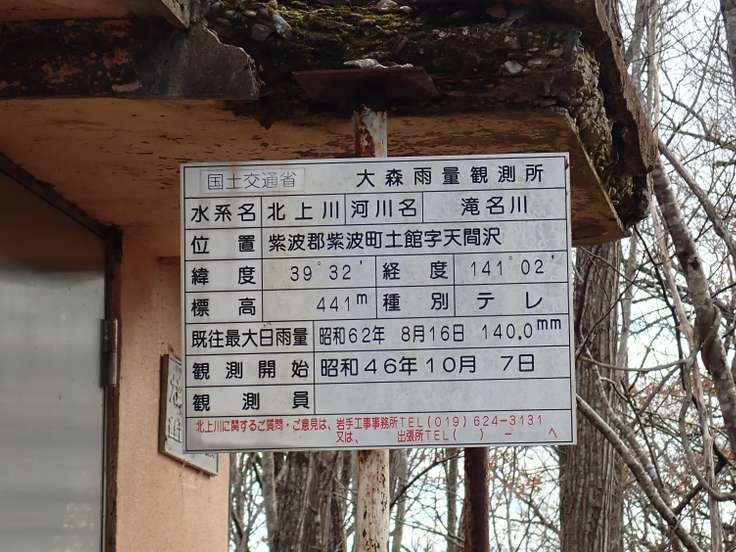 国土交通省 大森雨量観測所
水系名 北上川 河川名 滝名川
位置 紫波郡紫波町土館字天間沢
緯度 39°32' 経度 141°02'
標高 441m 種別 テレ
既往最大日雨量 昭和62年 8月16日 140.0mm
観測開始 昭和46年10月 7日
観測員
北上川に関するご質問・ご意見は、岩手工事事務所TEL(019)624-3131
又は、 出張所TEL( ) - へ